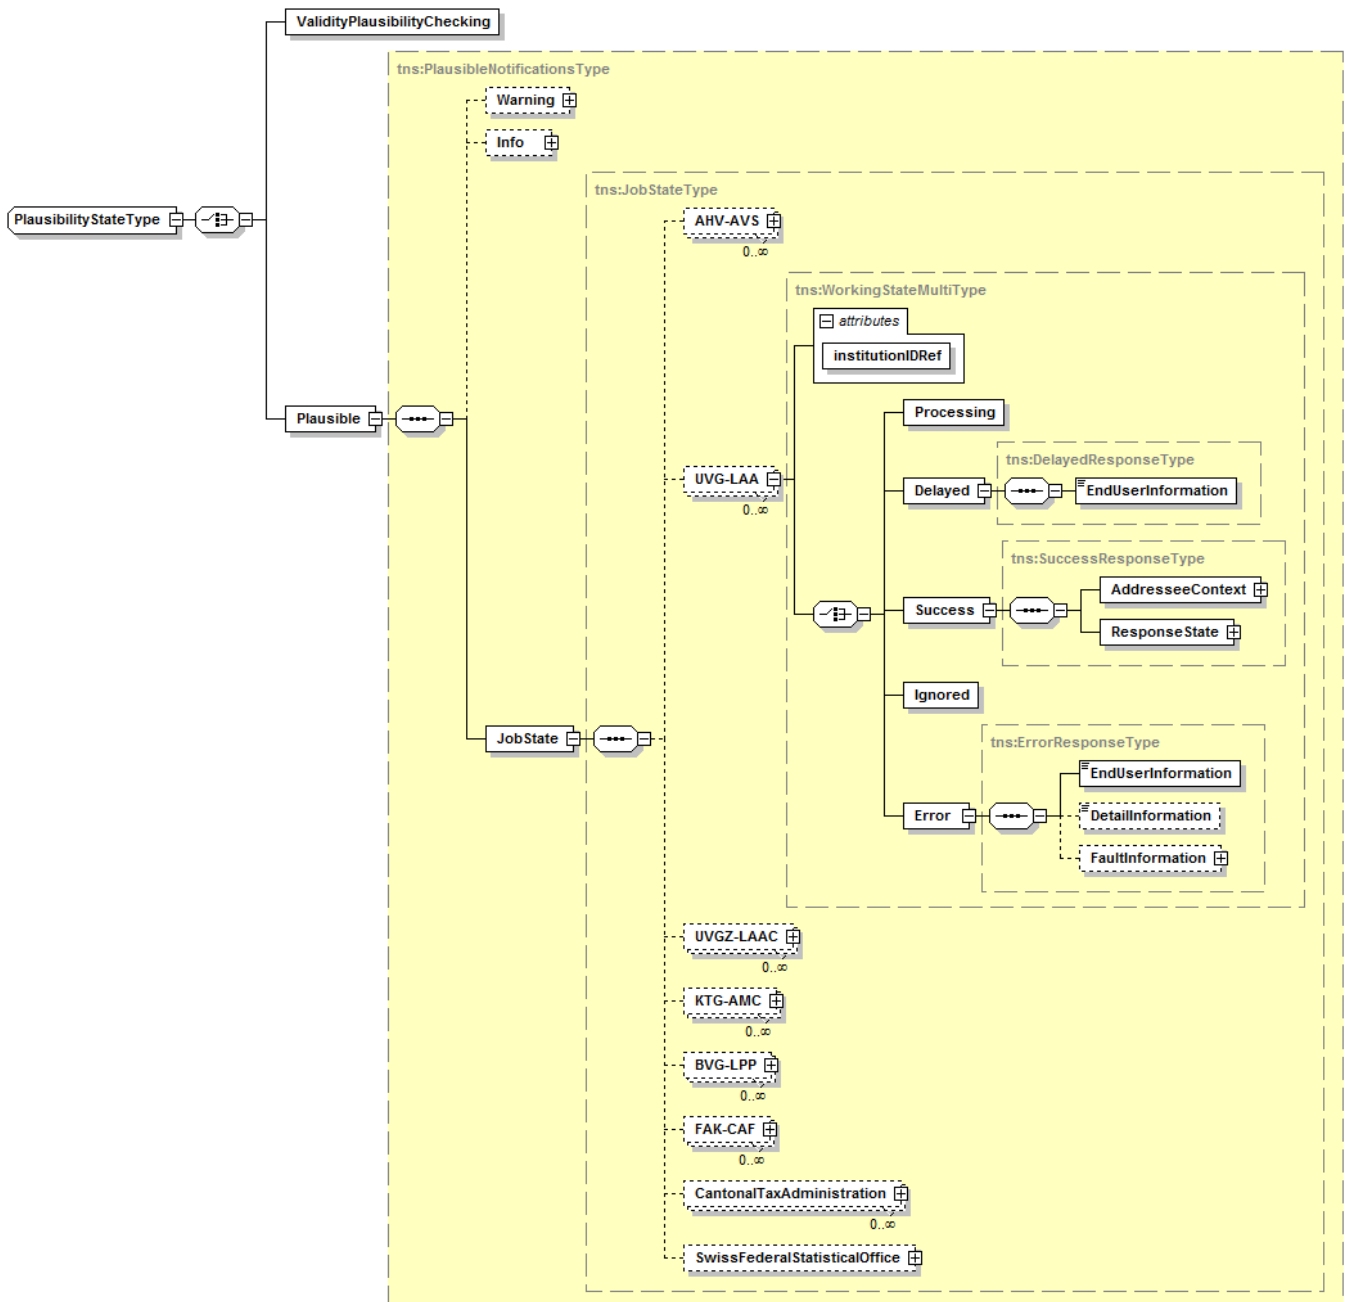 ValidityPlausibilityChecking
tns:PlausibleNotificationsType
Warning
Info
tns:JobStateType
PlausibilityStateType
AHV-AVS
0..∞
tns:WorkingStateMultiType
attributes
institutionIDRef
Processing
Plausible
tns:DelayedResponseType
UVG-LAA
0..∞
Delayed
EndUserInformation
tns:SuccessResponseType
AddresseeContext
Success
ResponseState
Ignored
JobState
tns:ErrorResponseType
EndUserInformation
Error
DetailInformation
FaultInformation
UVGZ-LAAC
0..∞
KTG-AMC
0..∞
BVG-LPP
0..∞
FAK-CAF
0..∞
CantonalTaxAdministration
0..∞
SwissFederalStatisticalOffice